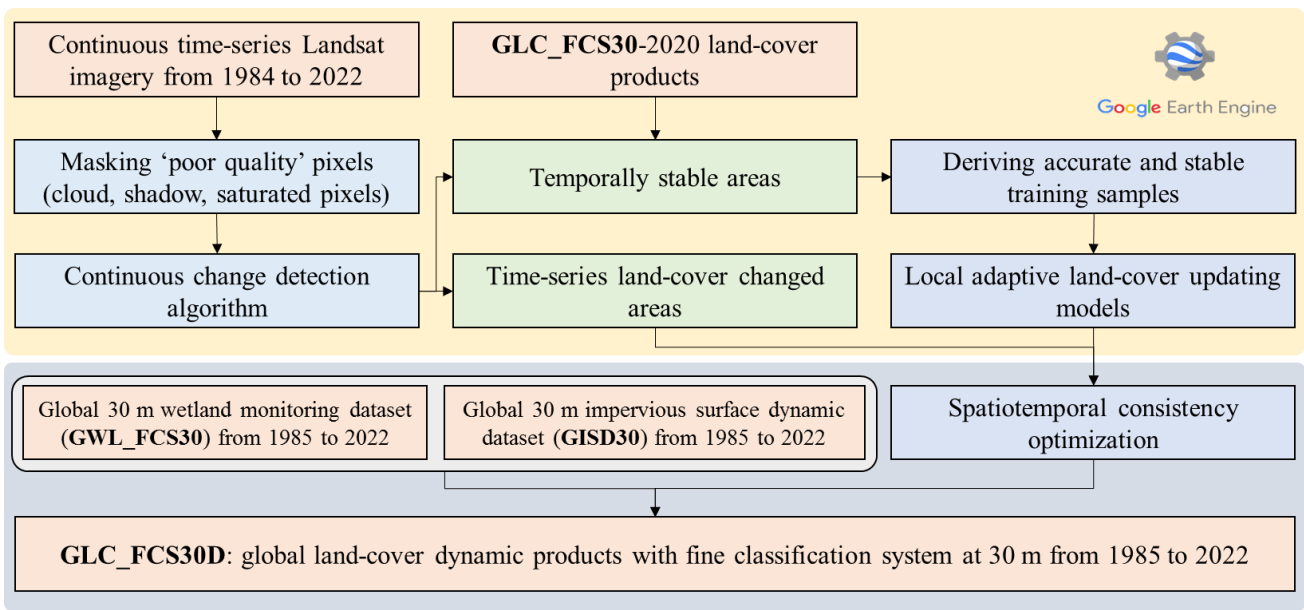 Continuous time-series Landsat
imagery from 1984 to 2022
GLC_FCS30-2020 land-cover
products
Google Earth Engine
Masking ‘poor quality’ pixels
(cloud, shadow, saturated pixels)
Temporally stable areas
Deriving accurate and stable
training samples
Continuous change detection
algorithm
Time-series land-cover changed
areas
Local adaptive land-cover updating
models
Global 30 m wetland monitoring dataset
(GWL_FCS30) from 1985 to 2022
Global 30 m impervious surface dynamic
dataset (GISD30) from 1985 to 2022
Spatiotemporal consistency
optimization
GLC_FCS30D: global land-cover dynamic products with fine classification system at 30 m from 1985 to 2022